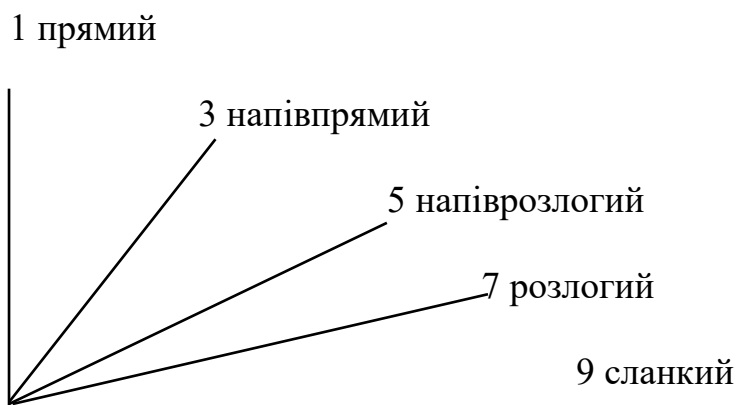 1 прямий
3 напівпрямий
5 напіврозлогий
7 розлогий
9 сланкий